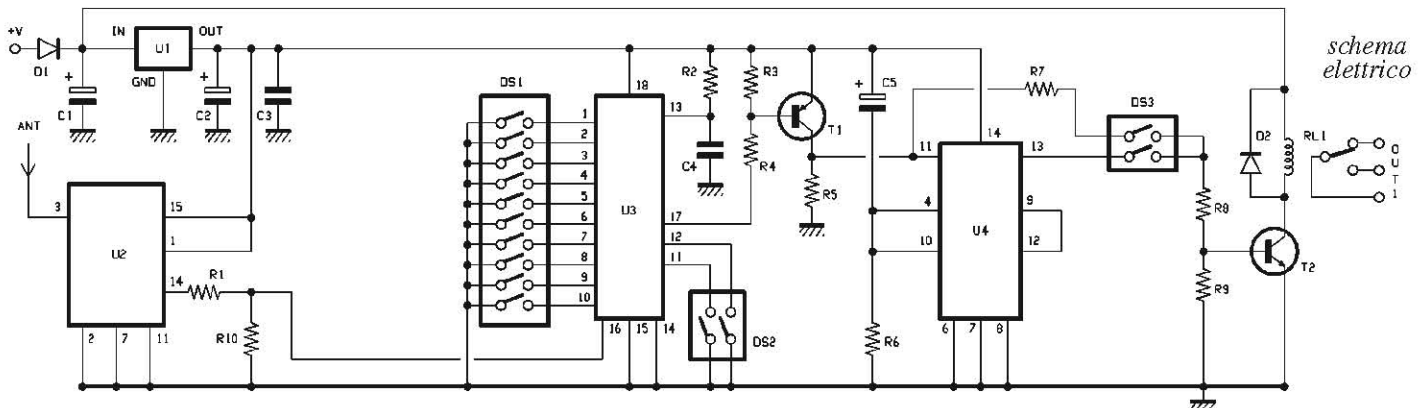 +V
D1
IN
U1
OUT
GND
+
C1
+
C2
C3
ANT
3
U2
15
1
14
2
7
11
R1
R10
DS1
1
2
3
4
5
6
7
8
9
10
18
13
U3
17
12
11
16
15
14
R2
C4
R3
R4
T1
R5
DS2
+
C5
R6
11
14
13
4
9
U4
10
12
6
7
8
R7
DS3
R8
R9
D2
RL1
T2
OUT1
schema
elettrico